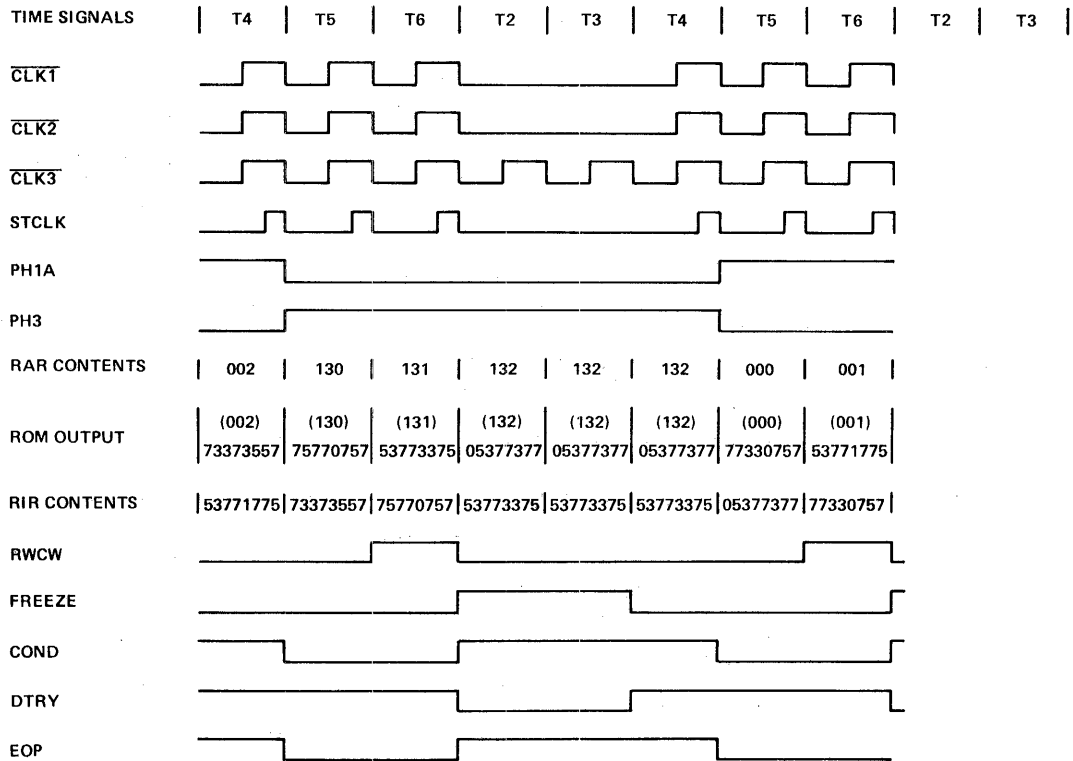 TIME SIGNALS T4 T5 T6 T2 T3 T4 T5 T6 T2 T3
CLK1
CLK2
CLK3
STCLK
PH1A
PH3
RAR CONTENTS 002 130 131 132 132 132 000 001
ROM OUTPUT (002) (130) (131) (132) (132) (132) (000) (001)
73373557 75770757 53773375 05377377 05377377 05377377 77330757 53771775
RIR CONTENTS 53771775 73373557 75770757 53773375 53773375 53773375 05377377 77330757
RWCW
FREEZE
COND
DTRY
EOP